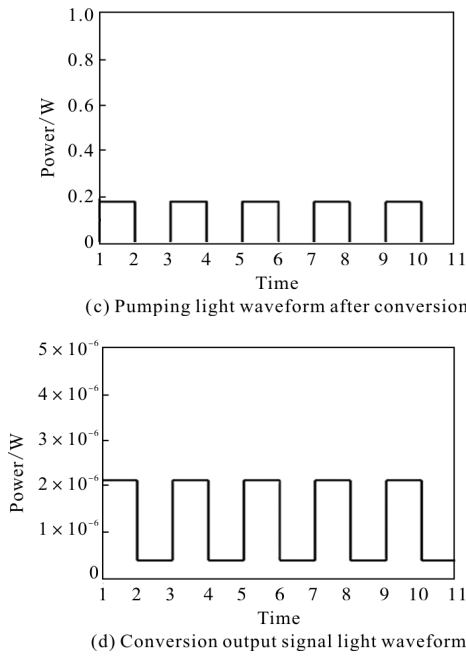 1.0
0.8
0.6
0.4
0.2
0
Power/W
1 2 3 4 5 6 7 8 9 10 11
Time
(c) Pumping light waveform after conversion
5 × 10⁻⁶
4 × 10⁻⁶
3 × 10⁻⁶
2 × 10⁻⁶
1 × 10⁻⁶
0
Power/W
1 2 3 4 5 6 7 8 9 10 11
Time
(d) Conversion output signal light waveform